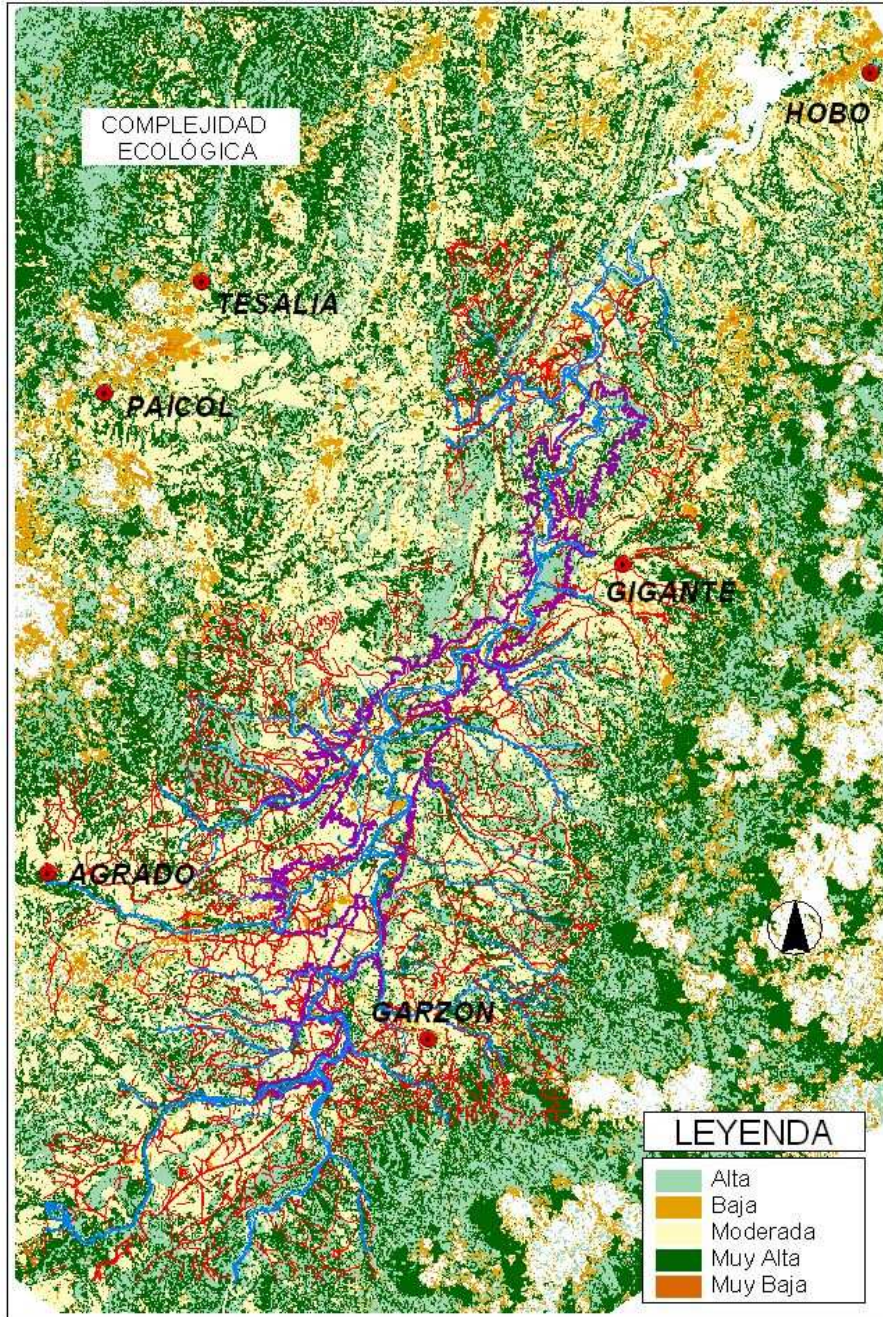 COMPLEJIDAD
ECOLÓGICA
HOBO
TESALIA
PAICOL
GIGANTE
AGRADO
GARZON
LEYENDA
Alta
Baja
Moderada
Muy Alta
Muy Baja